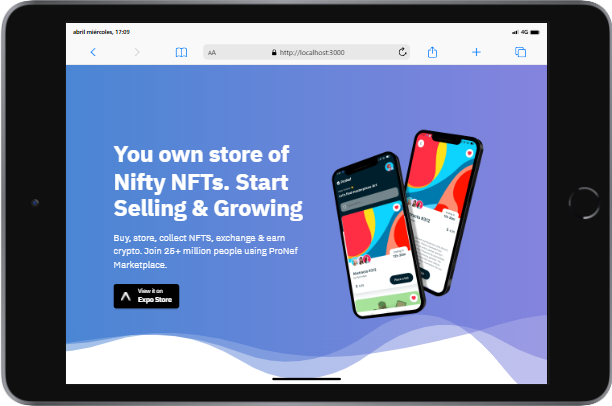 abril miércoles, 17:09
4G
AA
http://localhost:3000
You own store of
Nifty NFTs. Start
Selling & Growing
Buy, store, collect NFTS, exchange & earn
crypto. Join 25+ million people using ProNef
Marketplace.
View it on
Expo Store
ProNef